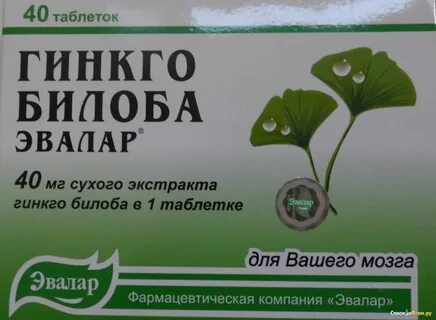 40 таблеток
ГИНКГО
БИЛОБА
ЭВАЛАР®
40 мг сухого экстракта
гинкго билоба в 1 таблетке
Эвалар
для Вашего мозга
Эвалар
Фармацевтическая компания «Эвалар»